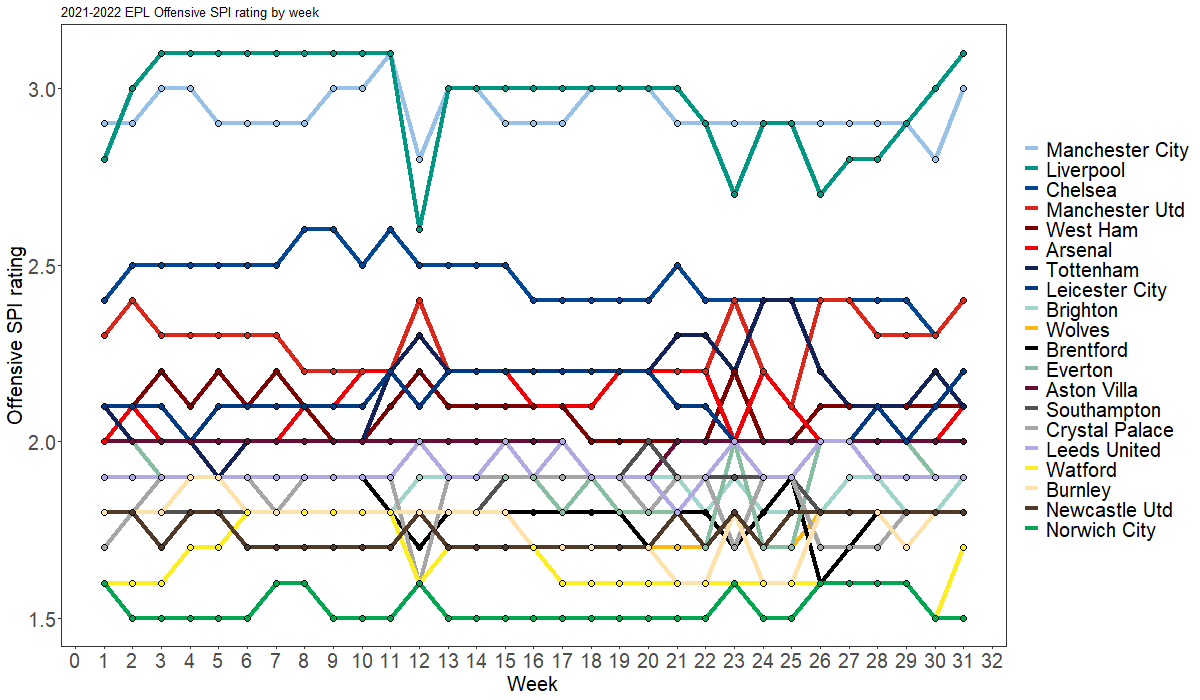 2021-2022 EPL Offensive SPI rating by week
Offensive SPI rating
3.0
2.5
2.0
1.5
0 1 2 3 4 5 6 7 8 9 10 11 12 13 14 15 16 17 18 19 20 21 22 23 24 25 26 27 28 29 30 31 32
Week
Manchester City
Liverpool
Chelsea
Manchester Utd
West Ham
Arsenal
Tottenham
Leicester City
Brighton
Wolves
Brentford
Everton
Aston Villa
Southampton
Crystal Palace
Leeds United
Watford
Burnley
Newcastle Utd
Norwich City